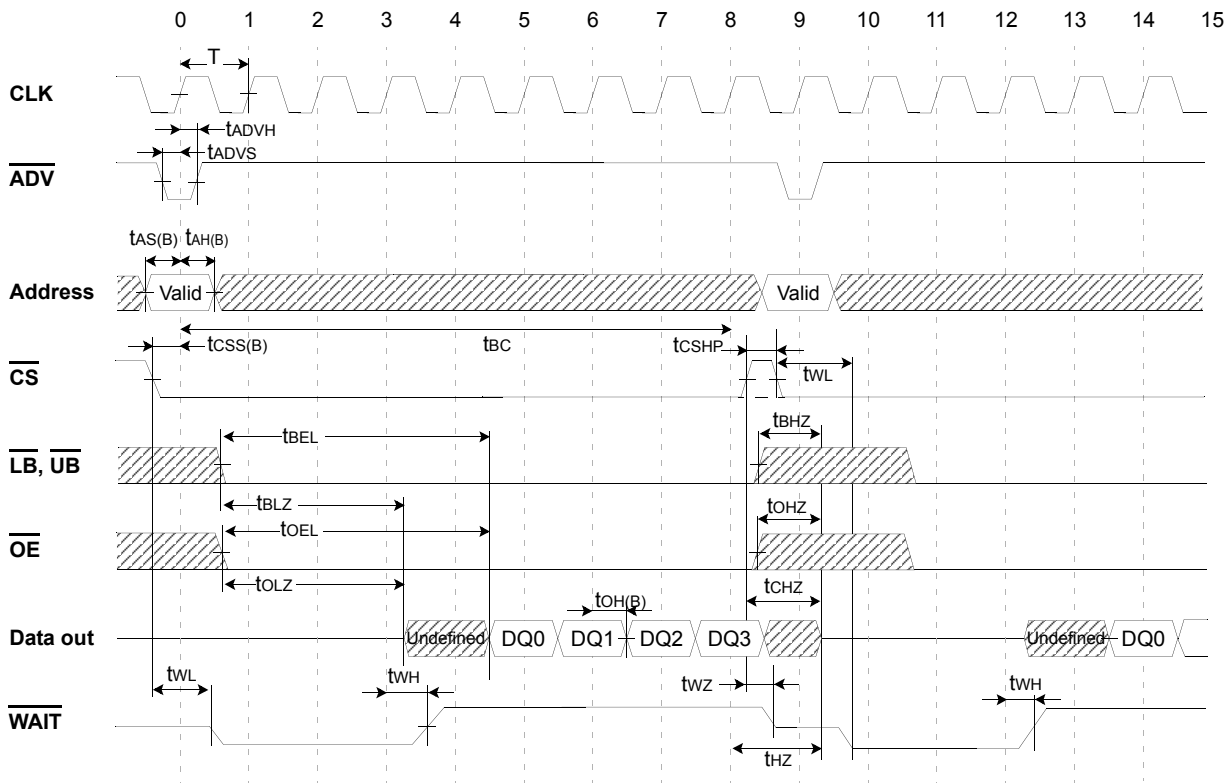 0 1 2 3 4 5 6 7 8 9 10 11 12 13 14 15
T
CLK
tADVH
tADVS
ADV
tAS(B) tAH(B)
Address Valid Valid
tCSS(B) tBC tCSHP
CS tWL
tBEL tBHZ
LB, UB
tBLZ
tOEL tOHZ
OE
tOLZ tCHZ
tOH(B)
Data out Undefined DQ0 DQ1 DQ2 DQ3 Undefined DQ0
tWL tWH tWZ tWH
WAIT
tHZ